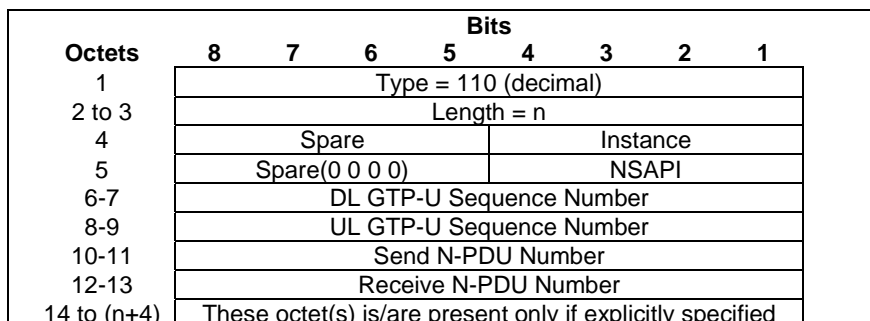 Bits
Octets 8 7 6 5 4 3 2 1
1 Type = 110 (decimal)
2 to 3 Length = n
4 Spare Instance
5 Spare(0 0 0 0) NSAPI
6-7 DL GTP-U Sequence Number
8-9 UL GTP-U Sequence Number
10-11 Send N-PDU Number
12-13 Receive N-PDU Number
14 to (n+4) These octet(s) is/are present only if explicitly specified